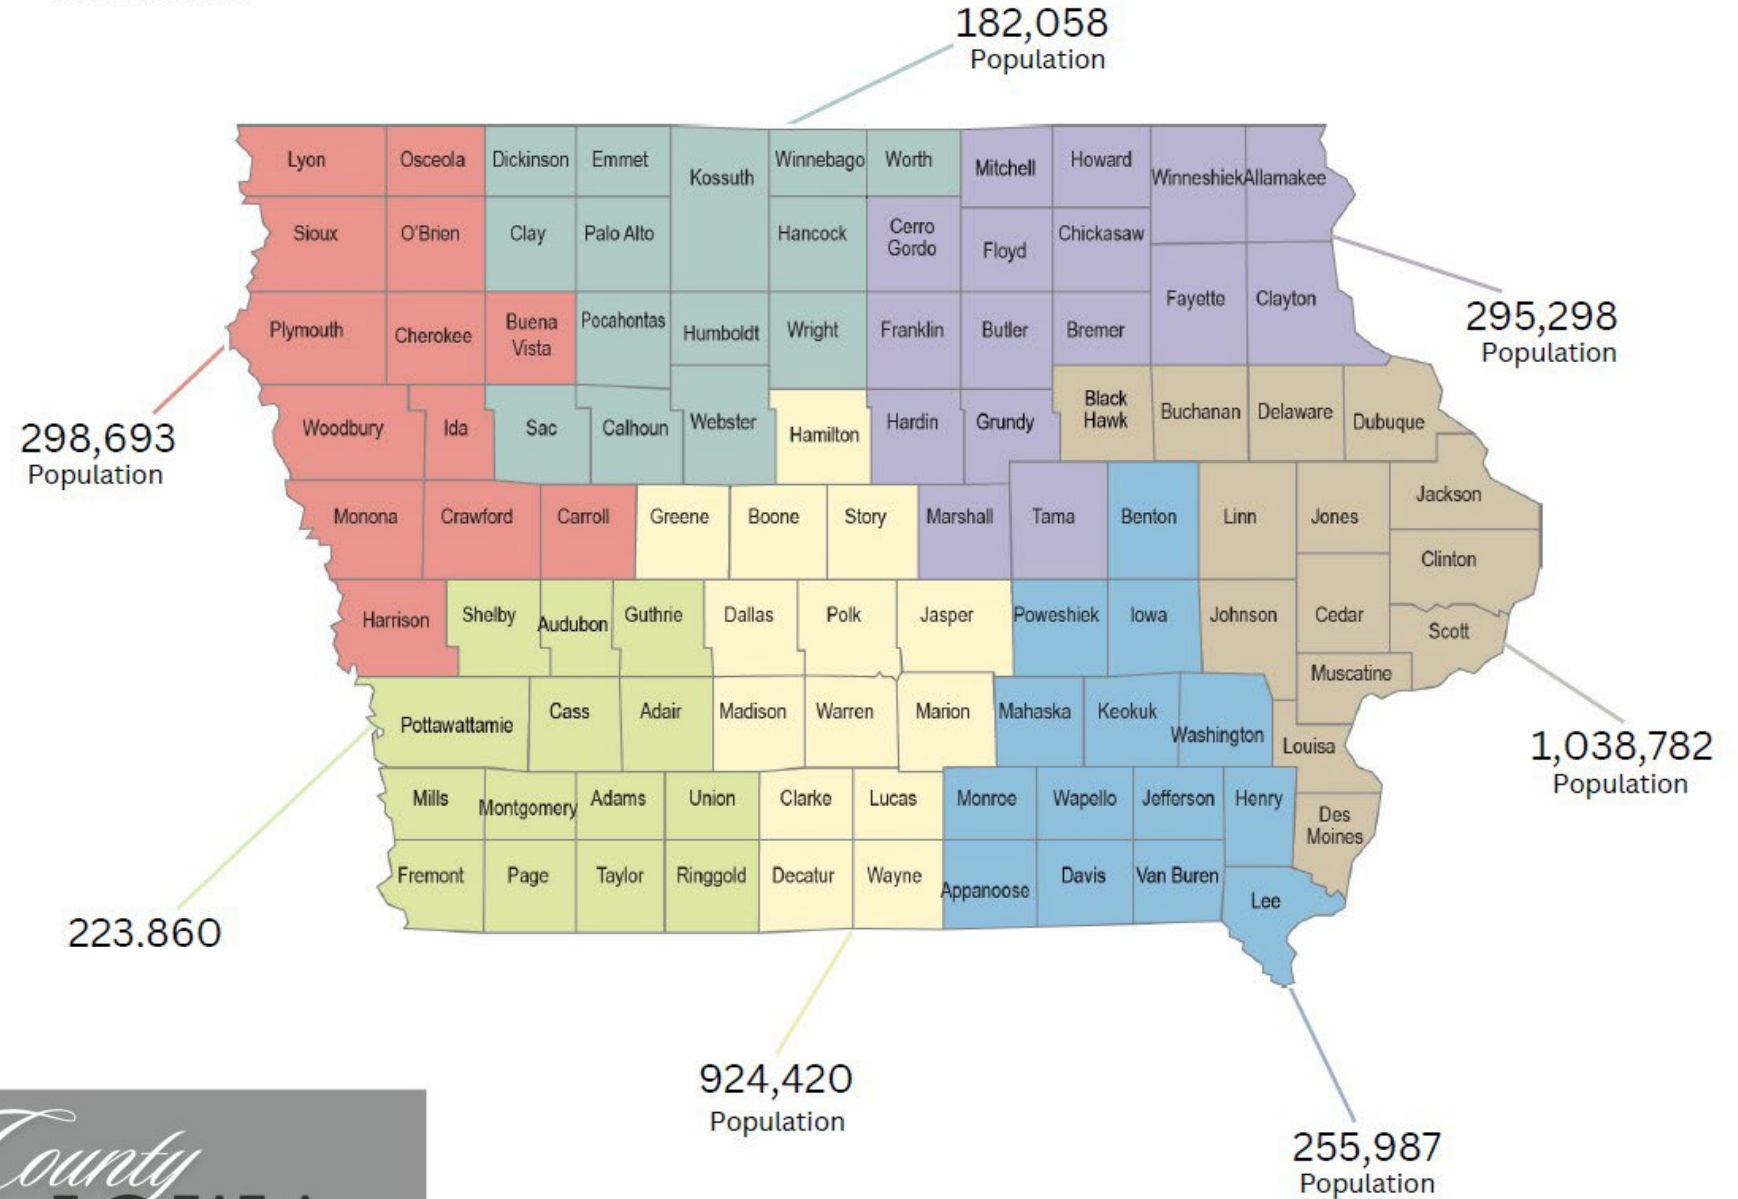 182,058
Population
Lyon
Osceola
Dickinson
Emmet
Kossuth
Winnebago
Worth
Mitchell
Howard
Winneshiek
Allamakee
Sioux
O'Brien
Clay
Palo Alto
Hancock
Cerro
Gordo
Floyd
Chickasaw
Plymouth
Cherokee
Buena
Vista
Pocahontas
Humboldt
Wright
Franklin
Butler
Bremer
Fayette
Clayton
295,298
Population
Woodbury
Ida
Sac
Calhoun
Webster
Hamilton
Hardin
Grundy
Black
Hawk
Buchanan
Delaware
Dubuque
298,693
Population
Monona
Crawford
Carroll
Greene
Boone
Story
Marshall
Tama
Benton
Linn
Jones
Jackson
Clinton
Harrison
Shelby
Audubon
Guthrie
Dallas
Polk
Jasper
Poweshiek
Iowa
Johnson
Cedar
Scott
Muscatine
Pottawattamie
Cass
Adair
Madison
Warren
Marion
Mahaska
Keokuk
Washington
Louisa
1,038,782
Population
Mills
Montgomery
Adams
Union
Clarke
Lucas
Monroe
Wapello
Jefferson
Henry
Des
Moines
Fremont
Page
Taylor
Ringgold
Decatur
Wayne
Appanoose
Davis
Van Buren
Lee
223.860
924,420
Population
255,987
Population
County